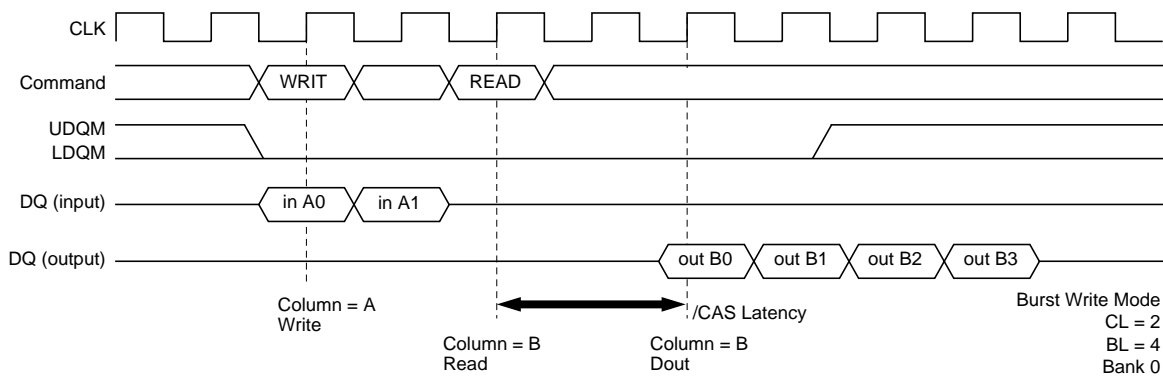 CLK
Command
WRIT
READ
UDQM
LDQM
DQ (input)
in A0
in A1
DQ (output)
out B0
out B1
out B2
out B3
Column = A
Write
/CAS Latency
Column = B
Read
Column = B
Dout
Burst Write Mode
CL = 2
BL = 4
Bank 0